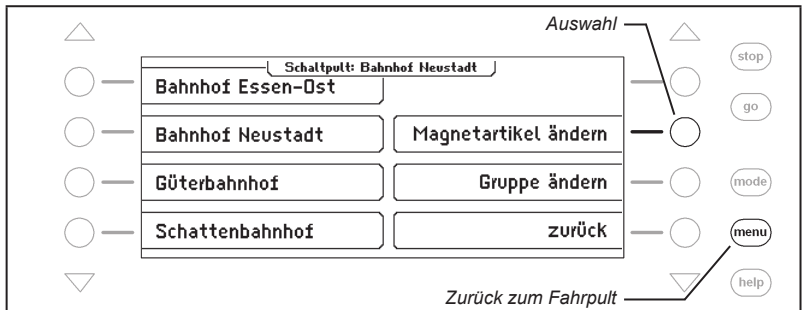 Auswahl
stop
Schaltpult: Bahnhof Neustadt
Bahnhof Essen-Ost
go
Bahnhof Neustadt
Magnetartikel ändern
Güterbahnhof
Gruppe ändern
mode
Schattenbahnhof
zurück
menu
help
Zurück zum Fahrpult